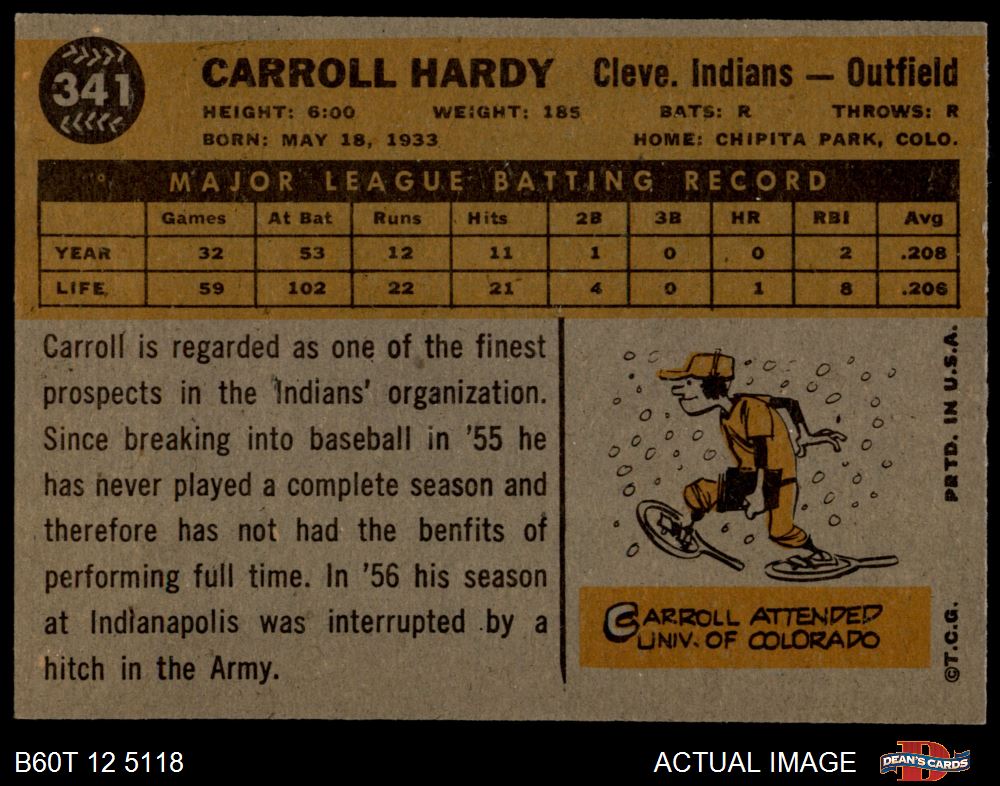 341
CARROLL HARDY Cleve. Indians — Outfield
HEIGHT: 6:00 WEIGHT: 185 BATS: R THROWS: R
BORN: MAY 18, 1933 HOME: CHIPITA PARK, COLO.
MAJOR LEAGUE BATTING RECORD
Games At Bat Runs Hits 2B 3B HR RBI Avg
YEAR 32 53 12 11 1 0 0 2 .208
LIFE 59 102 22 21 4 0 1 8 .206
Carroll is regarded as one of the finest
prospects in the Indians' organization.
Since breaking into baseball in '55 he
has never played a complete season and
therefore has not had the benfits of
performing full time. In '56 his season
at Indianapolis was interrupted by a
hitch in the Army.
CARROLL ATTENDED
UNIV. OF COLORADO
©T.C.G. PRTD. IN U.S.A.
B60T 12 5118 ACTUAL IMAGE
DEAN'S CARDS